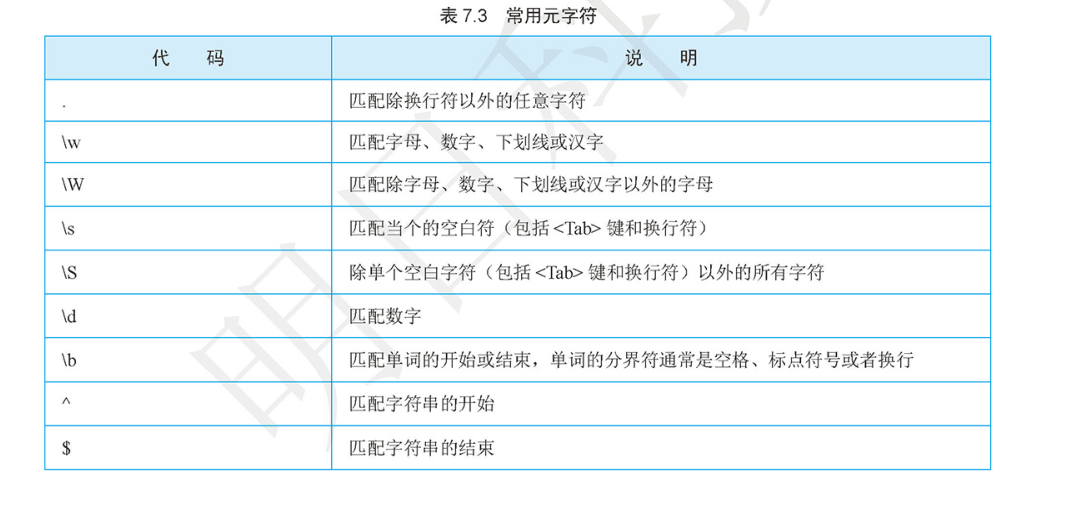 表 7.3 常用元字符
代 码 说 明
. 匹配除换行符以外的任意字符
\w 匹配字母、数字、下划线或汉字
\W 匹配除字母、数字、下划线或汉字以外的字母
\s 匹配当个的空白符（包括 <Tab> 键和换行符）
\S 除单个空白字符（包括 <Tab> 键和换行符）以外的所有字符
\d 匹配数字
\b 匹配单词的开始或结束，单词的分界符通常是空格、标点符号或者换行
^ 匹配字符串的开始
$ 匹配字符串的结束
明日科